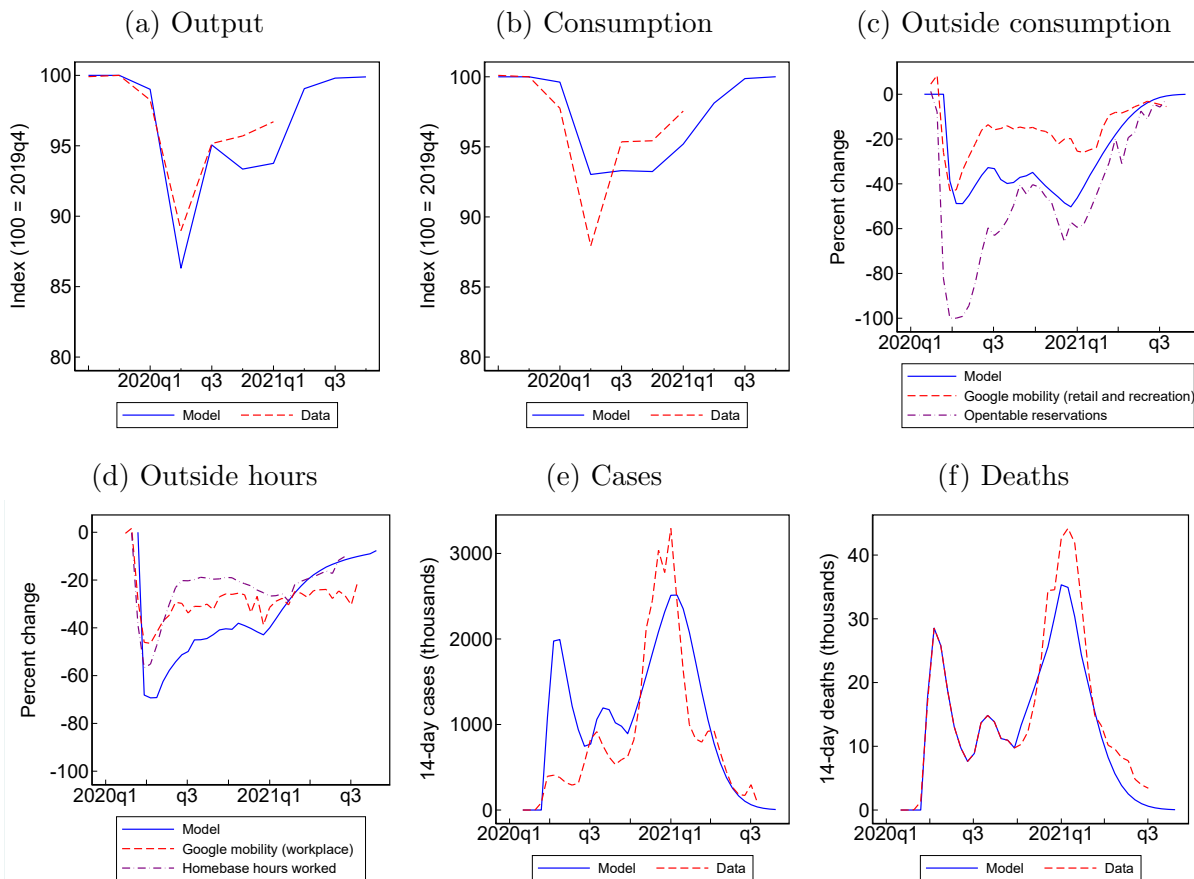 (a) Output
Index (100 = 2019q4)
100
95
90
85
80
2020q1 q3 2021q1 q3
Model Data
(b) Consumption
Index (100 = 2019q4)
100
95
90
85
80
2020q1 q3 2021q1 q3
Model Data
(c) Outside consumption
Percent change
0
-20
-40
-60
-80
-100
2020q1 q3 2021q1 q3
Model
Google mobility (retail and recreation)
Opentable reservations
(d) Outside hours
Percent change
0
-20
-40
-60
-80
-100
2020q1 q3 2021q1 q3
Model
Google mobility (workplace)
Homebase hours worked
(e) Cases
14-day cases (thousands)
3000
2000
1000
0
2020q1 q3 2021q1 q3
Model Data
(f) Deaths
14-day deaths (thousands)
40
30
20
10
0
2020q1 q3 2021q1 q3
Model Data